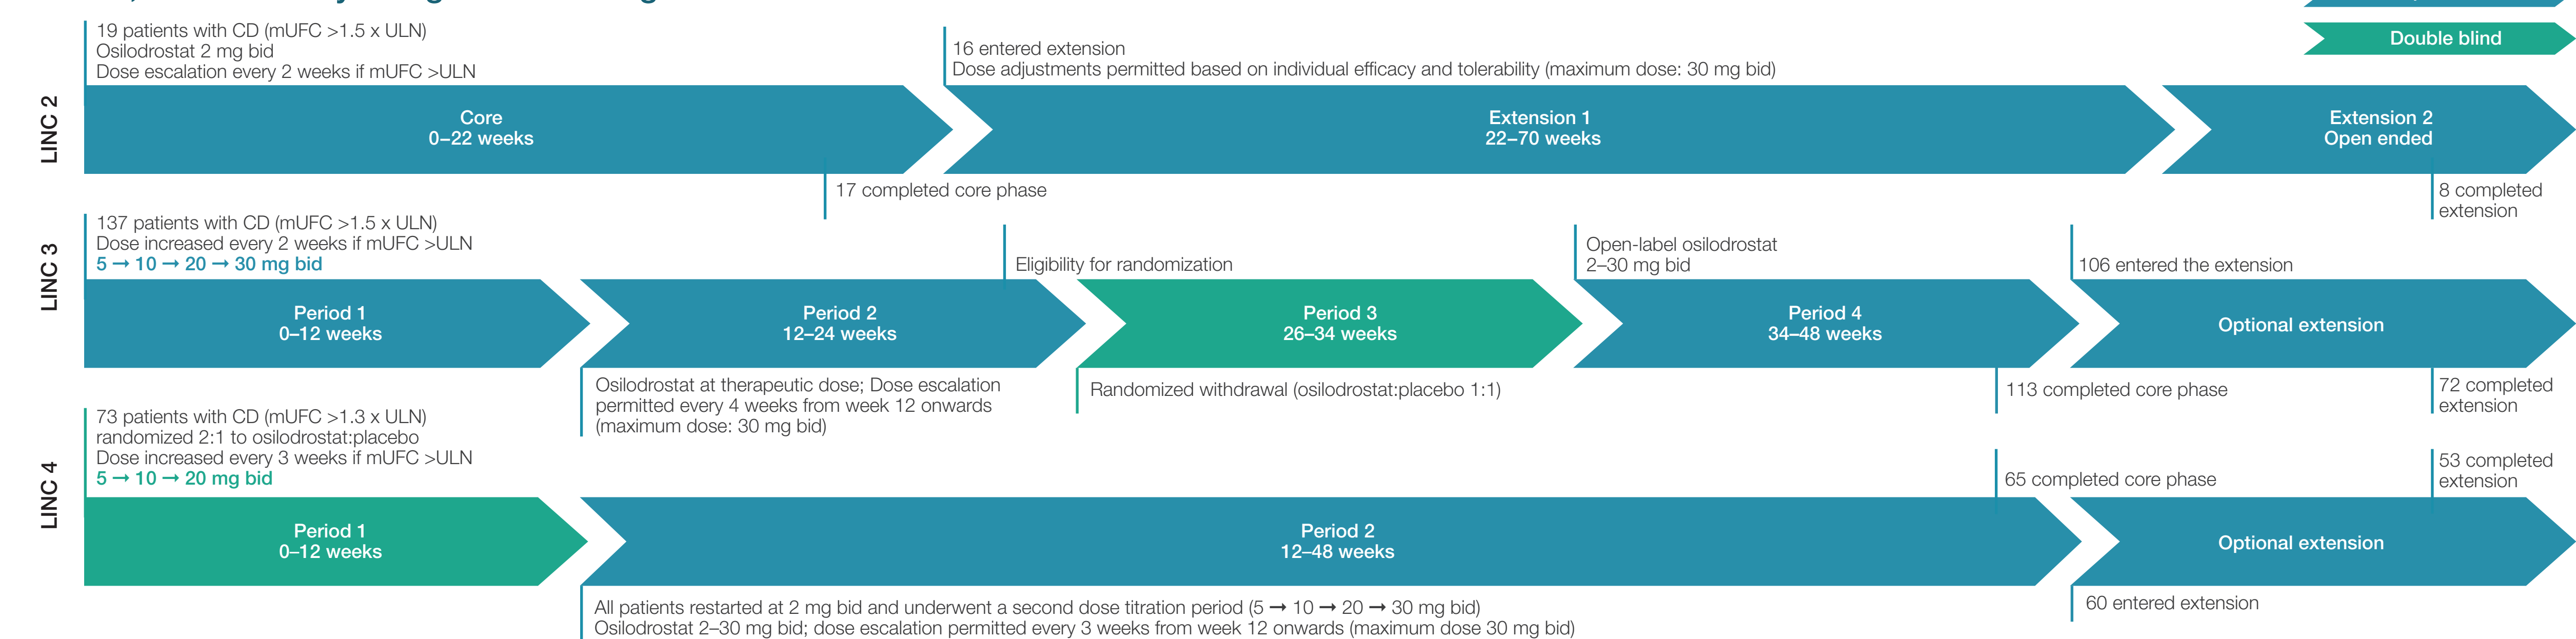 Double blind
LINC 2
19 patients with CD (mUFC >1.5 x ULN)
Osilodrostat 2 mg bid
Dose escalation every 2 weeks if mUFC >ULN
16 entered extension
Dose adjustments permitted based on individual efficacy and tolerability (maximum dose: 30 mg bid)
Core
0–22 weeks
Extension 1
22–70 weeks
Extension 2
Open ended
17 completed core phase
8 completed
extension
LINC 3
137 patients with CD (mUFC >1.5 x ULN)
Dose increased every 2 weeks if mUFC >ULN
5 → 10 → 20 → 30 mg bid
Eligibility for randomization
Open-label osilodrostat
2–30 mg bid
106 entered the extension
Period 1
0–12 weeks
Period 2
12–24 weeks
Period 3
26–34 weeks
Period 4
34–48 weeks
Optional extension
Osilodrostat at therapeutic dose; Dose escalation
permitted every 4 weeks from week 12 onwards
(maximum dose: 30 mg bid)
Randomized withdrawal (osilodrostat:placebo 1:1)
113 completed core phase
72 completed
extension
LINC 4
73 patients with CD (mUFC >1.3 x ULN)
randomized 2:1 to osilodrostat:placebo
Dose increased every 3 weeks if mUFC >ULN
5 → 10 → 20 mg bid
65 completed core phase
53 completed
extension
Period 1
0–12 weeks
Period 2
12–48 weeks
Optional extension
All patients restarted at 2 mg bid and underwent a second dose titration period (5 → 10 → 20 → 30 mg bid)
Osilodrostat 2–30 mg bid; dose escalation permitted every 3 weeks from week 12 onwards (maximum dose 30 mg bid)
60 entered extension